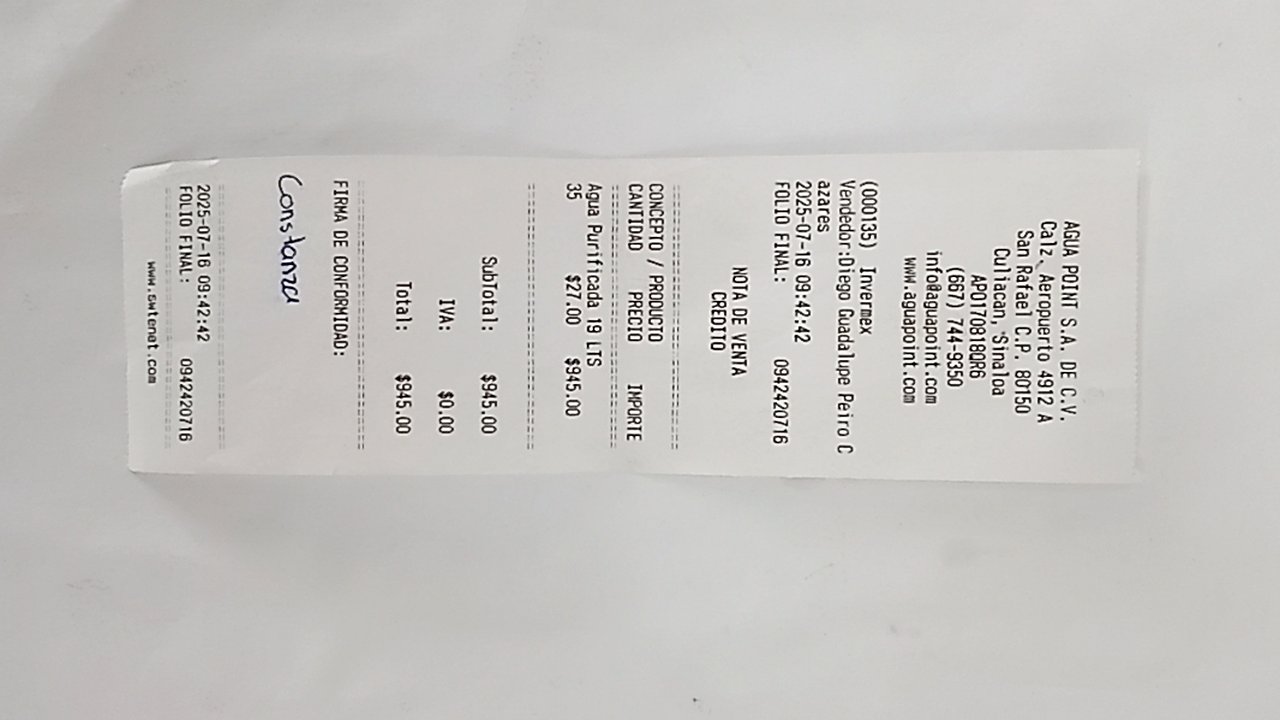 AGUA POINT S.A. DE C.V.
Calz. Aeropuerto 4912 A
San Rafael C.P. 80150
Culiacan, Sinaloa
APO170818QR6
(667) 744-9350
info@aguapoint.com
www.aguapoint.com
(000135) Invermex
Vendedor:Diego Guadalupe Peiro C
azares
2025-07-16 09:42:42
FOLIO FINAL: 0942420716
NOTA DE VENTA
CREDITO
================================
CONCEPTO / PRODUCTO
CANTIDAD PRECIO IMPORTE
================================
Agua Purificada 19 LTS
35 $27.00 $945.00
================================
SubTotal: $945.00
IVA: $0.00
Total: $945.00
================================
FIRMA DE CONFORMIDAD:
Constanza
================================
2025-07-16 09:42:42
FOLIO FINAL: 0942420716
================================
www.swtenet.com